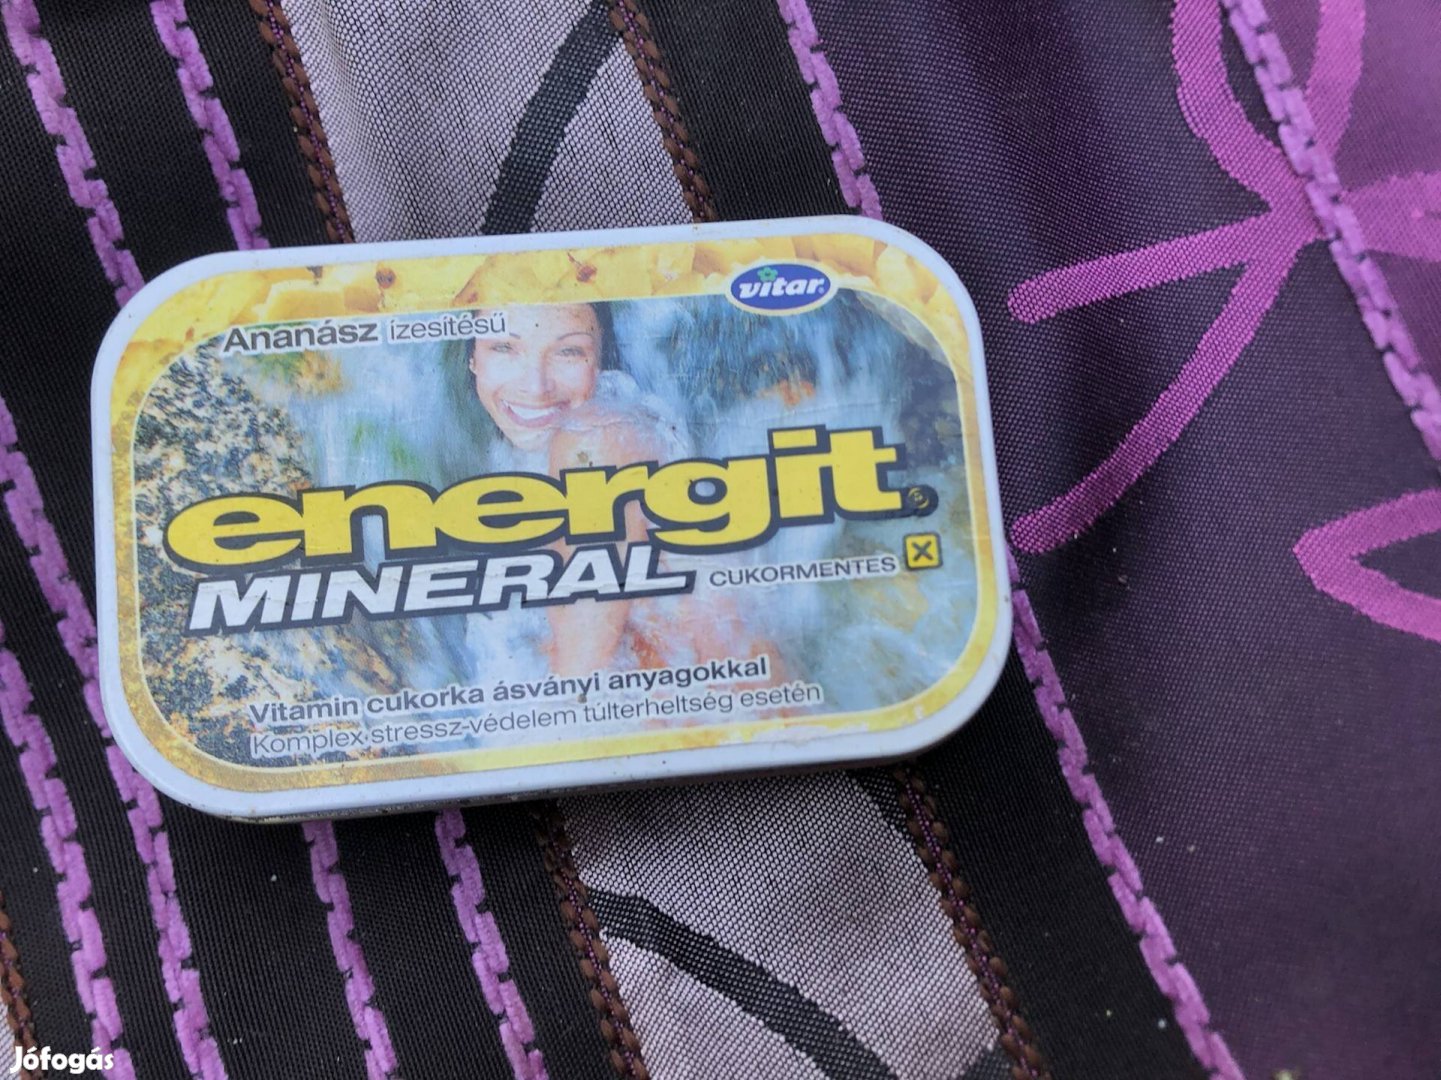 vitar
Ananász ízesítésű
energit
MINERAL CUKORMENTES X
Vitamin cukorka ásványi anyagokkal
Komplex stressz-védelem túlterheltség esetén
Jófogás